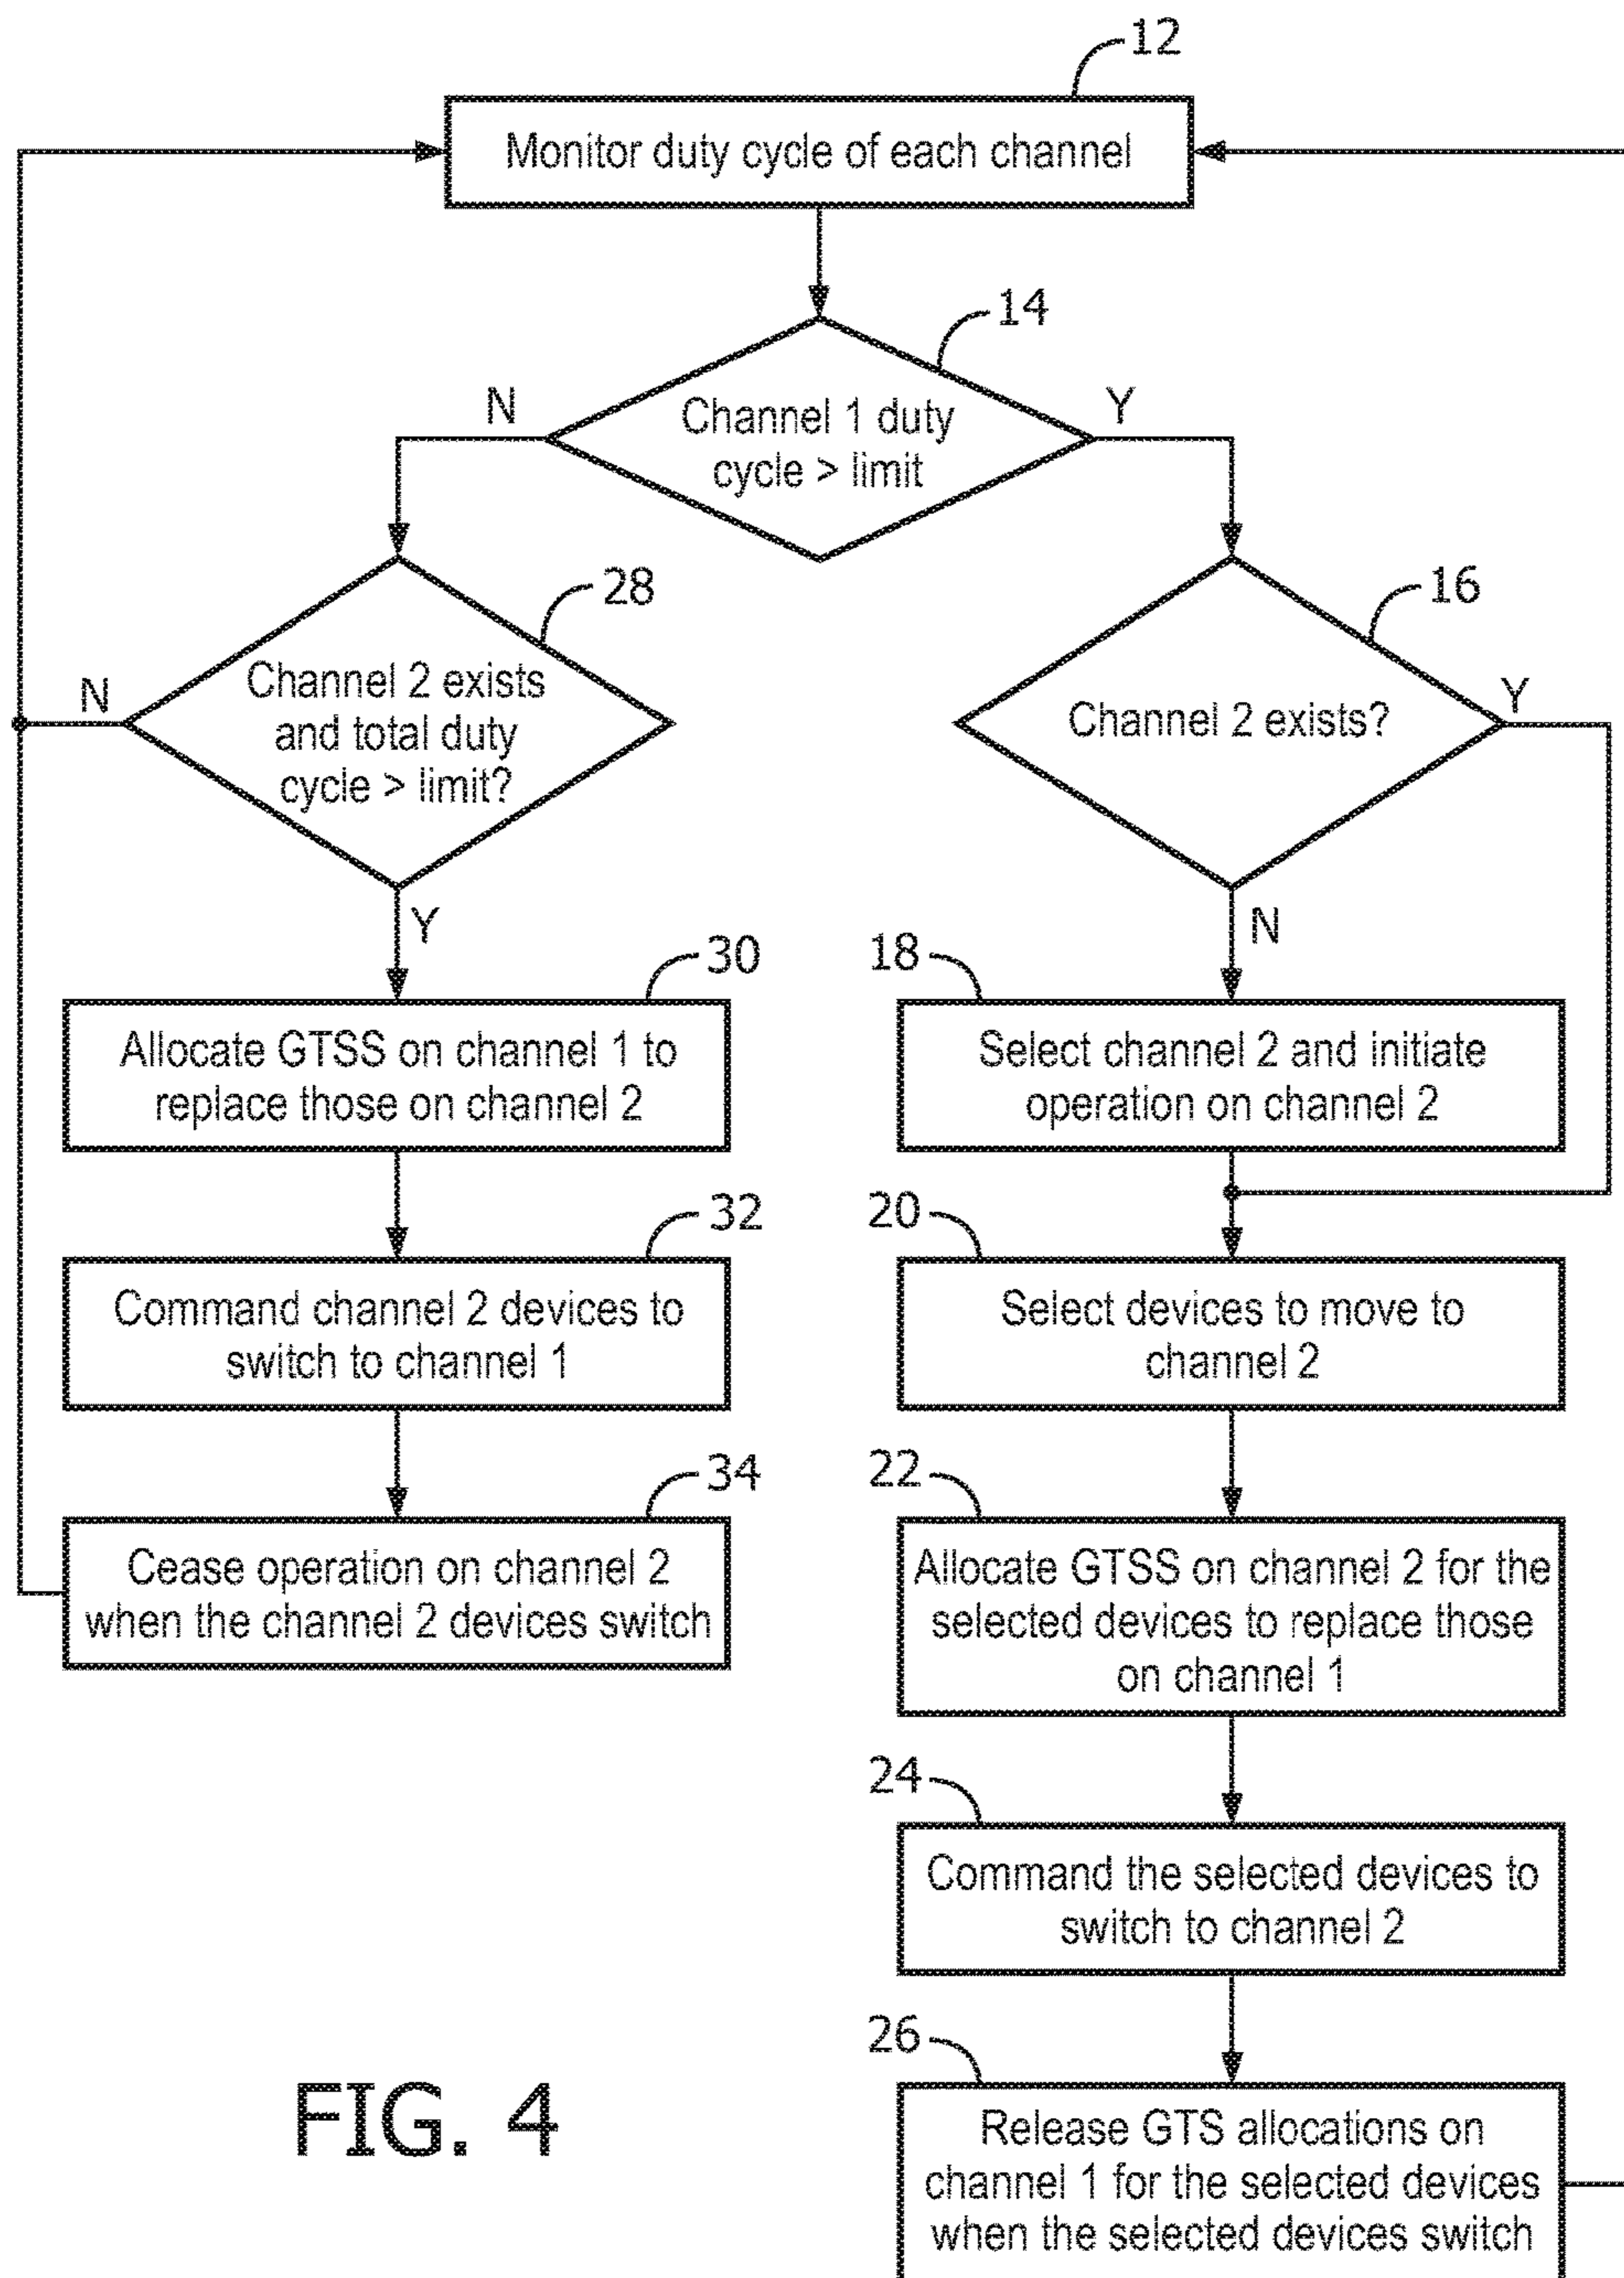 12
Monitor duty cycle of each channel
14
N
Channel 1 duty
cycle > limit
Y
28
N
Channel 2 exists
and total duty
cycle > limit?
Y
16
Channel 2 exists?
Y
N
30
Allocate GTSS on channel 1 to
replace those on channel 2
32
Command channel 2 devices to
switch to channel 1
34
Cease operation on channel 2
when the channel 2 devices switch
18
Select channel 2 and initiate
operation on channel 2
20
Select devices to move to
channel 2
22
Allocate GTSS on channel 2 for the
selected devices to replace those
on channel 1
24
Command the selected devices to
switch to channel 2
26
Release GTS allocations on
channel 1 for the selected devices
when the selected devices switch
FIG. 4